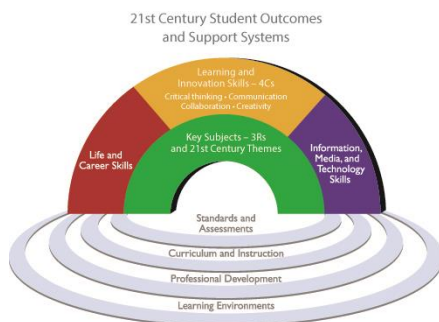 21st Century Student Outcomes
and Support Systems
Learning and
Innovation Skills – 4Cs
Critical thinking • Communication
Collaboration • Creativity
Key Subjects – 3Rs
and 21st Century Themes
Life and
Career Skills
Information,
Media, and
Technology
Skills
Standards and
Assessments
Curriculum and Instruction
Professional Development
Learning Environments